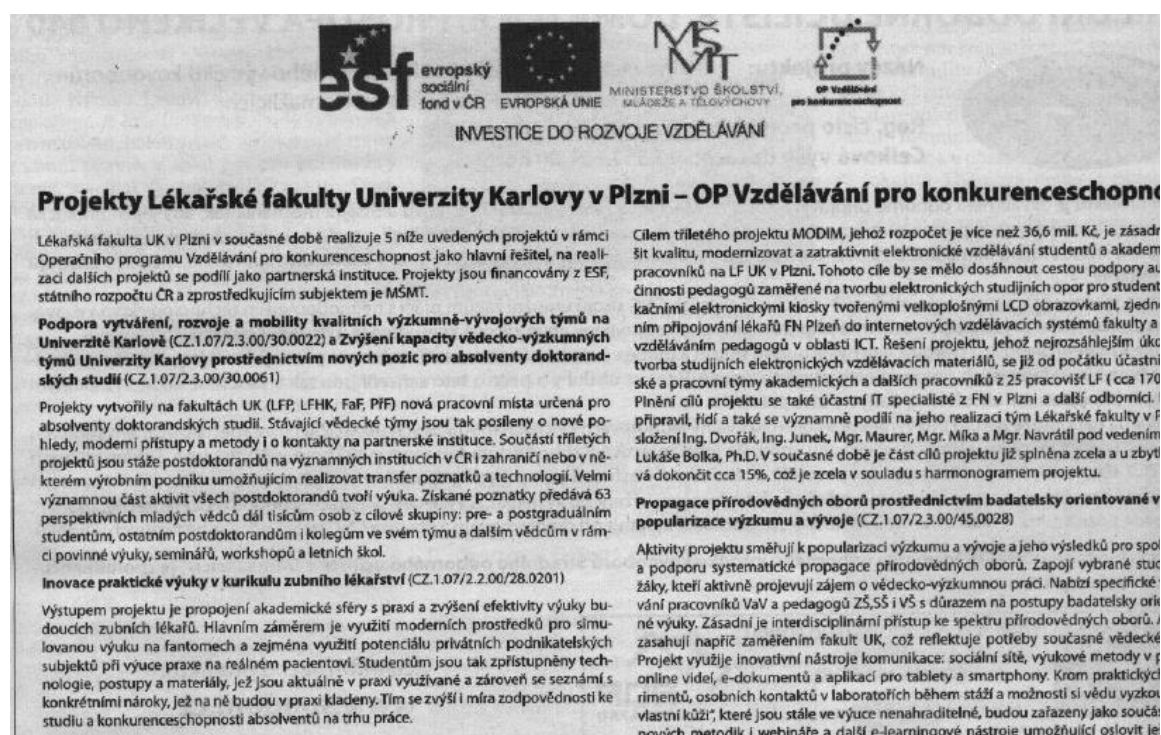 esf
evropský
sociální
fond v ČR
EVROPSKÁ UNIE
MINISTERSTVO ŠKOLSTVÍ,
MLÁDEŽE A TĚLOVÝCHOVY
OP Vzdělávání
pro konkurenceschopnost
INVESTICE DO ROZVOJE VZDĚLÁVÁNÍ
Projekty Lékařské fakulty Univerzity Karlovy v Plzni – OP Vzdělávání pro konkurenceschopno
Lékařská fakulta UK v Plzni v současné době realizuje 5 níže uvedených projektů v rámci
Operačního programu Vzdělávání pro konkurenceschopnost jako hlavní řešitel, na reali-
zaci dalších projektů se podílí jako partnerská instituce. Projekty jsou financovány z ESF,
státního rozpočtu ČR a zprostředkujícím subjektem je MŠMT.
Podpora vytváření, rozvoje a mobility kvalitních výzkumně-vývojových týmů na
Univerzitě Karlově (CZ.1.07/2.3.00/30.0022) a Zvýšení kapacity vědecko-výzkumných
týmů Univerzity Karlovy prostřednictvím nových pozic pro absolventy doktorand-
ských studií (CZ.1.07/2.3.00/30.0061)
Projekty vytvořily na fakultách UK (LFP, LFHK, FaF, PřF) nová pracovní místa určená pro
absolventy doktorandských studií. Stávající vědecké týmy jsou tak posíleny o nové po-
hledy, moderní přístupy a metody i o kontakty na partnerské instituce. Součástí tříletých
projektů jsou stáže postdoktorandů na významných institucích v ČR i zahraničí nebo v ně-
kterém výrobním podniku umožňujícím realizovat transfer poznatků a technologií. Velmi
významnou část aktivit všech postdoktorandů tvoří výuka. Získané poznatky předává 63
perspektivních mladých vědců dál tisícům osob z cílové skupiny: pre- a postgraduálním
studentům, ostatním postdoktorandům i kolegům ve svém týmu a dalším vědcům v rám-
ci povinné výuky, seminářů, workshopů a letních škol.
Inovace praktické výuky v kurikulu zubního lékařství (CZ.1.07/2.2.00/28.0201)
Výstupem projektu je propojení akademické sféry s praxí a zvýšení efektivity výuky bu-
doucích zubních lékařů. Hlavním záměrem je využití moderních prostředků pro simu-
lovanou výuku na fantomech a zejména využití potenciálu privátních podnikatelských
subjektů při výuce praxe na reálném pacientovi. Studentům jsou tak zpřístupněny tech-
nologie, postupy a materiály, jež jsou aktuálně v praxi využívané a zároveň se seznámí s
konkrétními nároky, jež na ně budou v praxi kladeny. Tím se zvýší i míra zodpovědnosti ke
studiu a konkurenceschopnosti absolventů na trhu práce.
Cílem tříletého projektu MODIM, jehož rozpočet je více než 36,6 mil. Kč, je zásadn
šit kvalitu, modernizovat a zatraktivnit elektronické vzdělávání studentů a akadem
pracovníků na LF UK v Plzni. Tohoto cíle by se mělo dosáhnout cestou podpory au
činnosti pedagogů zaměřené na tvorbu elektronických studijních opor pro student
kačními elektronickými kiosky tvořenými velkoplošnými LCD obrazovkami, zjedno
ním připojování lékařů FN Plzeň do internetových vzdělávacích systémů fakulty a
vzděláváním pedagogů v oblasti ICT. Řešení projektu, jehož nejrozsáhlejším úko
tvorba studijních elektronických vzdělávacích materiálů, se již od počátku účastní
ské a pracovní týmy akademických a dalších pracovníků z 25 pracovišť LF ( cca 170
Plnění cílů projektu se také účastní IT specialisté z FN v Plzni a další odborníci.
připravil, řídí a také se významně podílí na jeho realizaci tým Lékařské fakulty v P
složení Ing. Dvořák, Ing. Junek, Mgr. Maurer, Mgr. Míka a Mgr. Navrátil pod vedením
Lukáše Bolka, Ph.D. V současné době je část cílů projektu již splněna zcela a u zbytk
vá dokončit cca 15%, což je zcela v souladu s harmonogramem projektu.
Propagace přírodovědných oborů prostřednictvím badatelsky orientované v
popularizace výzkumu a vývoje (CZ.1.07/2.3.00/45.0028)
Aktivity projektu směřují k popularizaci výzkumu a vývoje a jeho výsledků pro spol
a podporu systematické propagace přírodovědných oborů. Zapojí vybrané stud
žáky, kteří aktivně projevují zájem o vědecko-výzkumnou práci. Nabízí specifické
vání pracovníků VaV a pedagogů ZŠ,SŠ i VŠ s důrazem na postupy badatelsky orie
né výuky. Zásadní je interdisciplinární přístup ke spektru přírodovědných oborů. A
zasahují napříč zaměřením fakult UK, což reflektuje potřeby současné vědecké
Projekt využívá inovativní nástroje komunikace: sociální sítě, výukové metody v p
online videí, e-dokumentů a aplikací pro tablety a smartphony. Krom praktických
rimentů, osobních kontaktů v laboratořích během stáží a možnosti si vědu vyzkou
vlastní kůži", které jsou stále ve výuce nenahraditelné, budou zařazeny jako součás
nových metodik i webináře a další e-learningové nástroje umožňující oslovit je